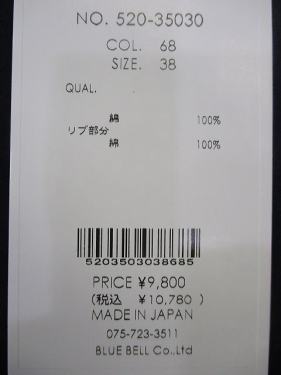 NO. 520-35030
COL. 68
SIZE. 38
QUAL.
綿 100%
リブ部分
綿 100%
5203503038685
PRICE ¥9,800
(税込 ¥10,780 )
MADE IN JAPAN
075-723-3511
BLUE BELL Co.,Ltd